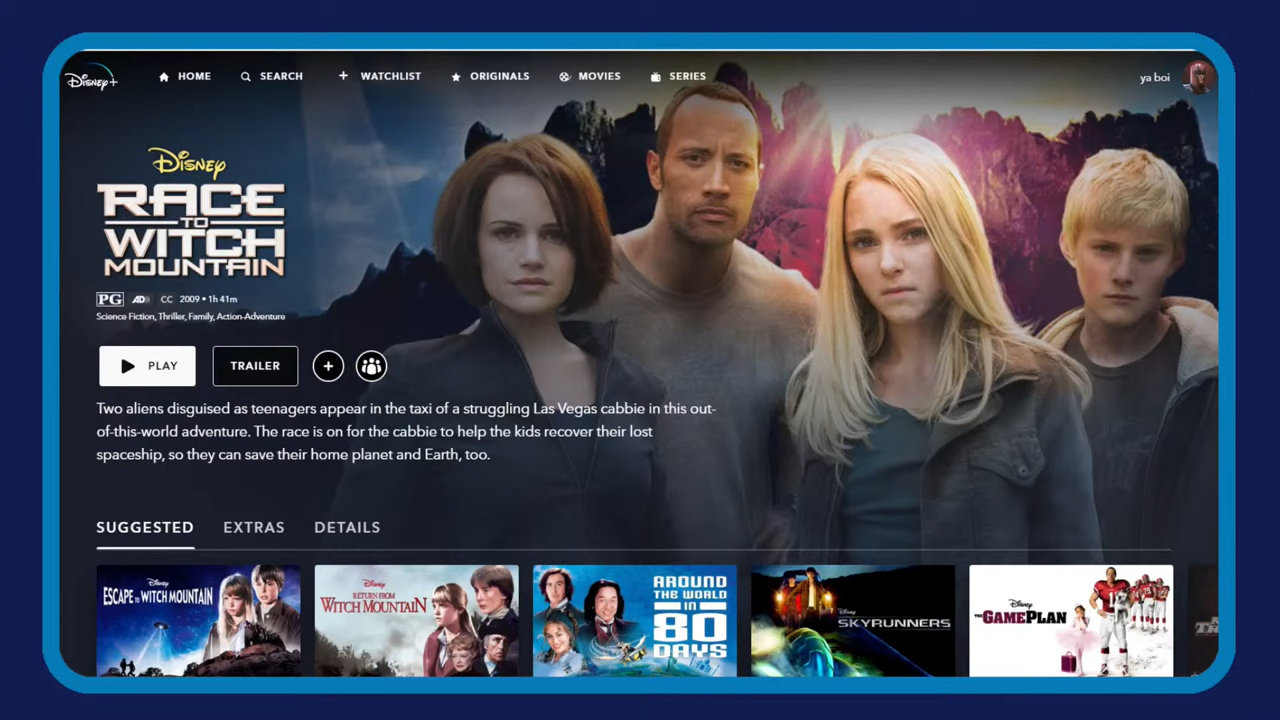 Disney+
HOME
SEARCH
WATCHLIST
ORIGINALS
MOVIES
SERIES
ya boi
Disney
RACE
TO
WITCH
MOUNTAIN
PG AD CC 2009 • 1h 41m
Science Fiction, Thriller, Family, Action-Adventure
PLAY
TRAILER
Two aliens disguised as teenagers appear in the taxi of a struggling Las Vegas cabbie in this out-
of-this-world adventure. The race is on for the cabbie to help the kids recover their lost
spaceship, so they can save their home planet and Earth, too.
SUGGESTED
EXTRAS
DETAILS
Disney
ESCAPE TO WITCH MOUNTAIN
Disney
RETURN FROM
WITCH MOUNTAIN
AROUND
THE WORLD
IN
80
DAYS
Disney
SKYRUNNERS
Disney
THE GAME PLAN